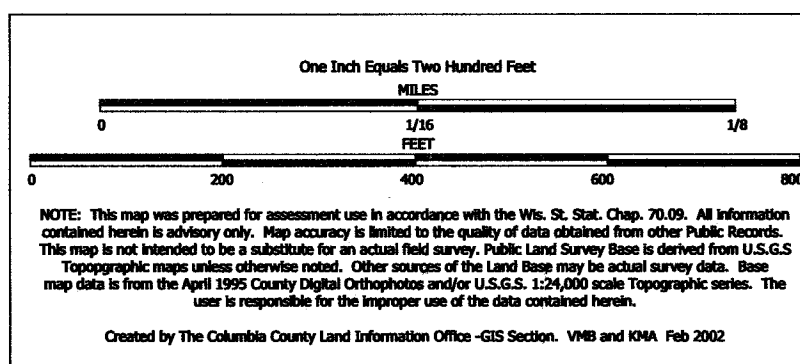 One Inch Equals Two Hundred Feet
MILES
0 1/16 1/8
FEET
0 200 400 600 800
NOTE: This map was prepared for assessment use in accordance with the Wis. St. Stat. Chap. 70.09. All information
contained herein is advisory only. Map accuracy is limited to the quality of data obtained from other Public Records.
This map is not intended to be a substitute for an actual field survey. Public Land Survey Base is derived from U.S.G.S
Topopgraphic maps unless otherwise noted. Other sources of the Land Base may be actual survey data. Base
map data is from the April 1995 County Digital Orthophotos and/or U.S.G.S. 1:24,000 scale Topographic series. The
user is responsible for the improper use of the data contained herein.
Created by The Columbia County Land Information Office -GIS Section. VMB and KMA Feb 2002